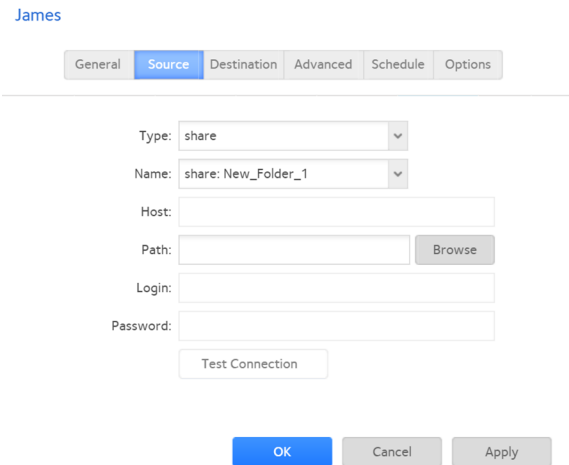 James
General Source Destination Advanced Schedule Options
Type: share
Name: share: New_Folder_1
Host:
Path: Browse
Login:
Password:
Test Connection
OK Cancel Apply